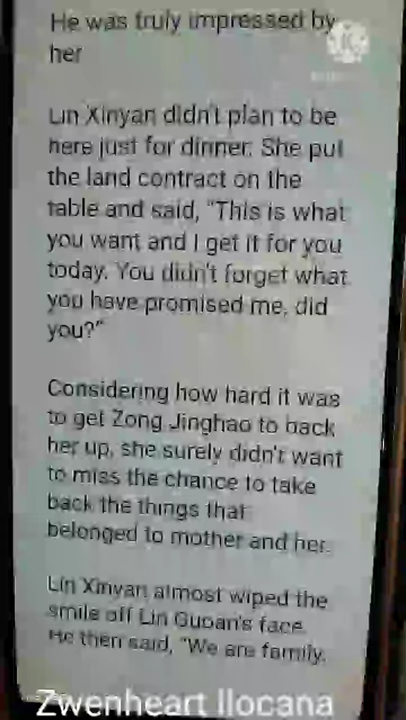 He was truly impressed by
her
Lin Xinyan didn't plan to be
here just for dinner. She put
the land contract on the
table and said, "This is what
you want and I get it for you
today. You didn't forget what
you have promised me, did
you?"
Considering how hard it was
to get Zong Jinghao to back
her up, she surely didn't want
to miss the chance to take
back the things that
belonged to mother and her.
Lin Xinyan almost wiped the
smile off Lin Guoan's face.
He then said, "We are family.
Zwenheart Ilocana